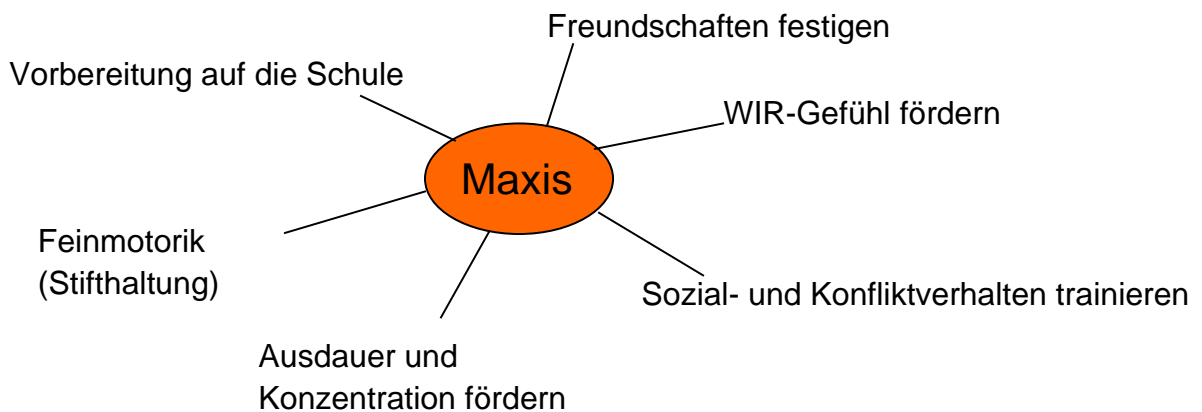 Freundschaften festigen
Vorbereitung auf die Schule
WIR-Gefühl fördern
Maxis
Feinmotorik
(Stifthaltung)
Sozial- und Konfliktverhalten trainieren
Ausdauer und
Konzentration fördern